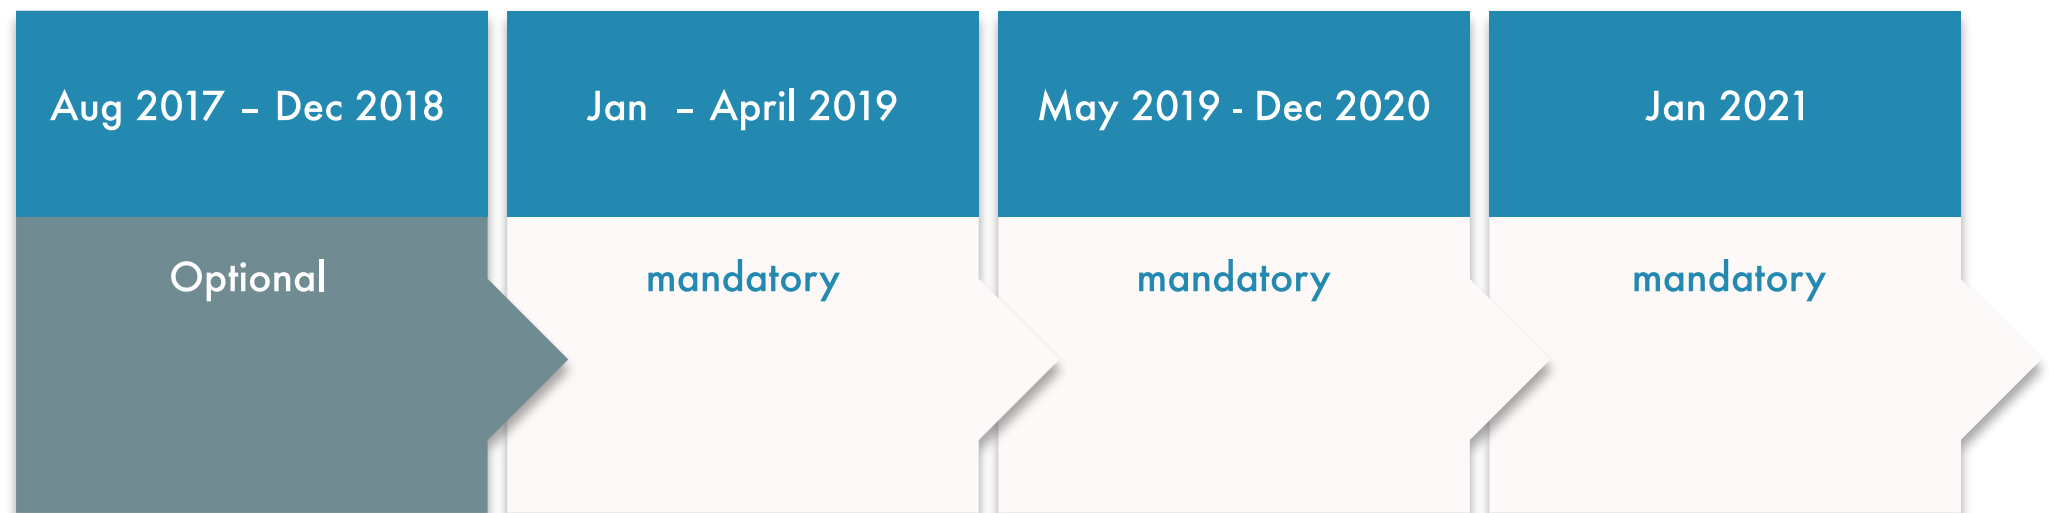 Aug 2017 – Dec 2018
Optional
Jan – April 2019
mandatory
May 2019 - Dec 2020
mandatory
Jan 2021
mandatory